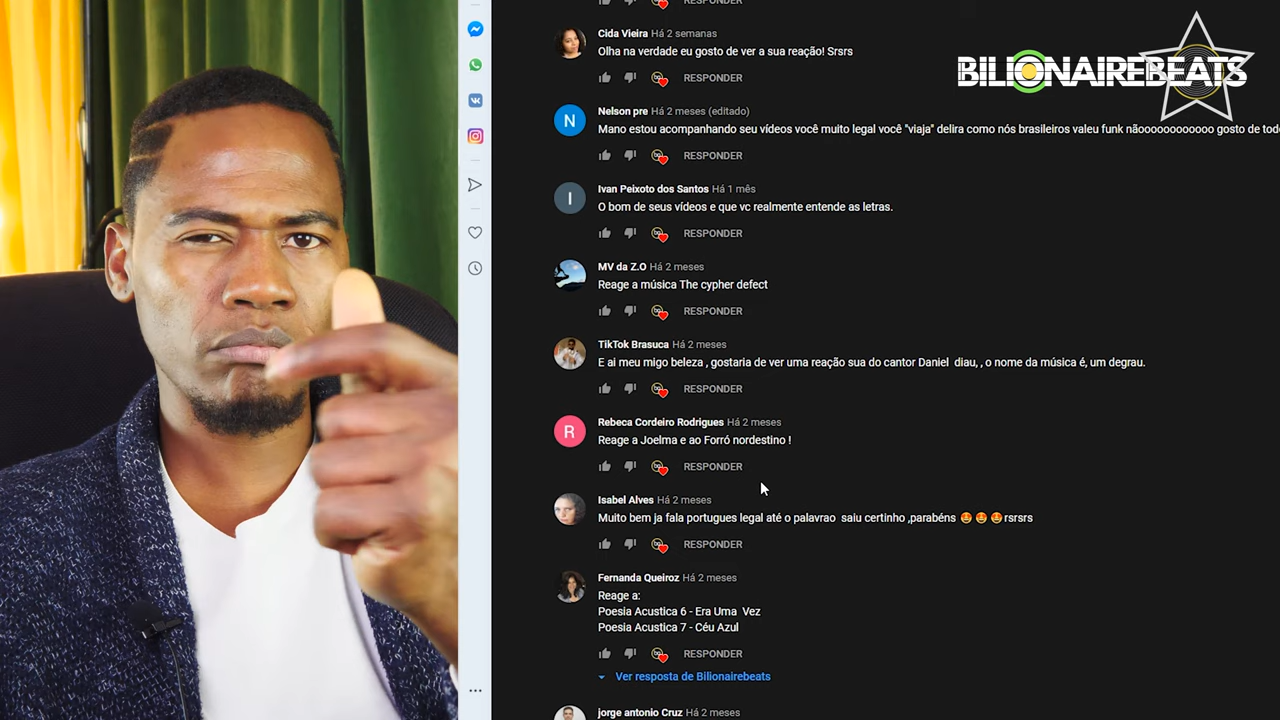 RESPONDER
BILIONAIREBEATS
Cida Vieira Há 2 semanas
Olha na verdade eu gosto de ver a sua reação! Srsrs
RESPONDER
N
Nelson pre Há 2 meses (editado)
Mano estou acompanhando seu vídeos você muito legal você "viaja" delira como nós brasileiros valeu funk nãooooooooooo gosto de tod
RESPONDER
I
Ivan Peixoto dos Santos Há 1 mês
O bom de seus vídeos e que vc realmente entende as letras.
RESPONDER
MV da Z.O Há 2 meses
Reage a música The cypher defect
RESPONDER
TikTok Brasuca Há 2 meses
E ai meu migo beleza , gostaria de ver uma reação sua do cantor Daniel diau, , o nome da música é, um degrau.
RESPONDER
R
Rebeca Cordeiro Rodrigues Há 2 meses
Reage a Joelma e ao Forró nordestino !
RESPONDER
Isabel Alves Há 2 meses
Muito bem ja fala portugues legal até o palavrao saiu certinho ,parabéns 🤩 🤩 🤩rsrsrs
RESPONDER
Fernanda Queiroz Há 2 meses
Reage a:
Poesia Acustica 6 - Era Uma Vez
Poesia Acustica 7 - Céu Azul
RESPONDER
Ver resposta de Bilionairebeats
jorge antonio Cruz Há 2 meses